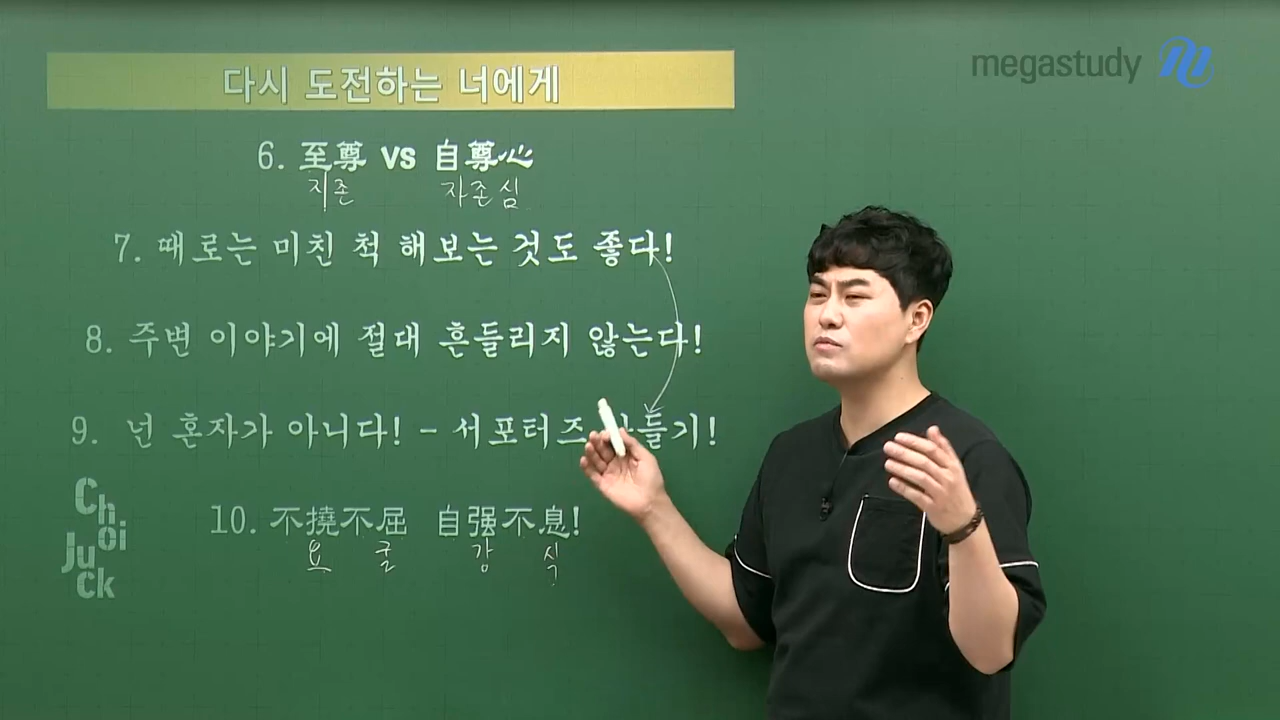 megastudy
다시 도전하는 너에게
6. 至尊 vs 自尊心
지존 자존심
7. 때로는 미친 척 해보는 것도 좋다!
8. 주변 이야기에 절대 흔들리지 않는다!
9. 넌 혼자가 아니다! - 서포터즈 만들기!
10. 不撓不屈 自强不息!
요 굴 강 식
Choi
Juck